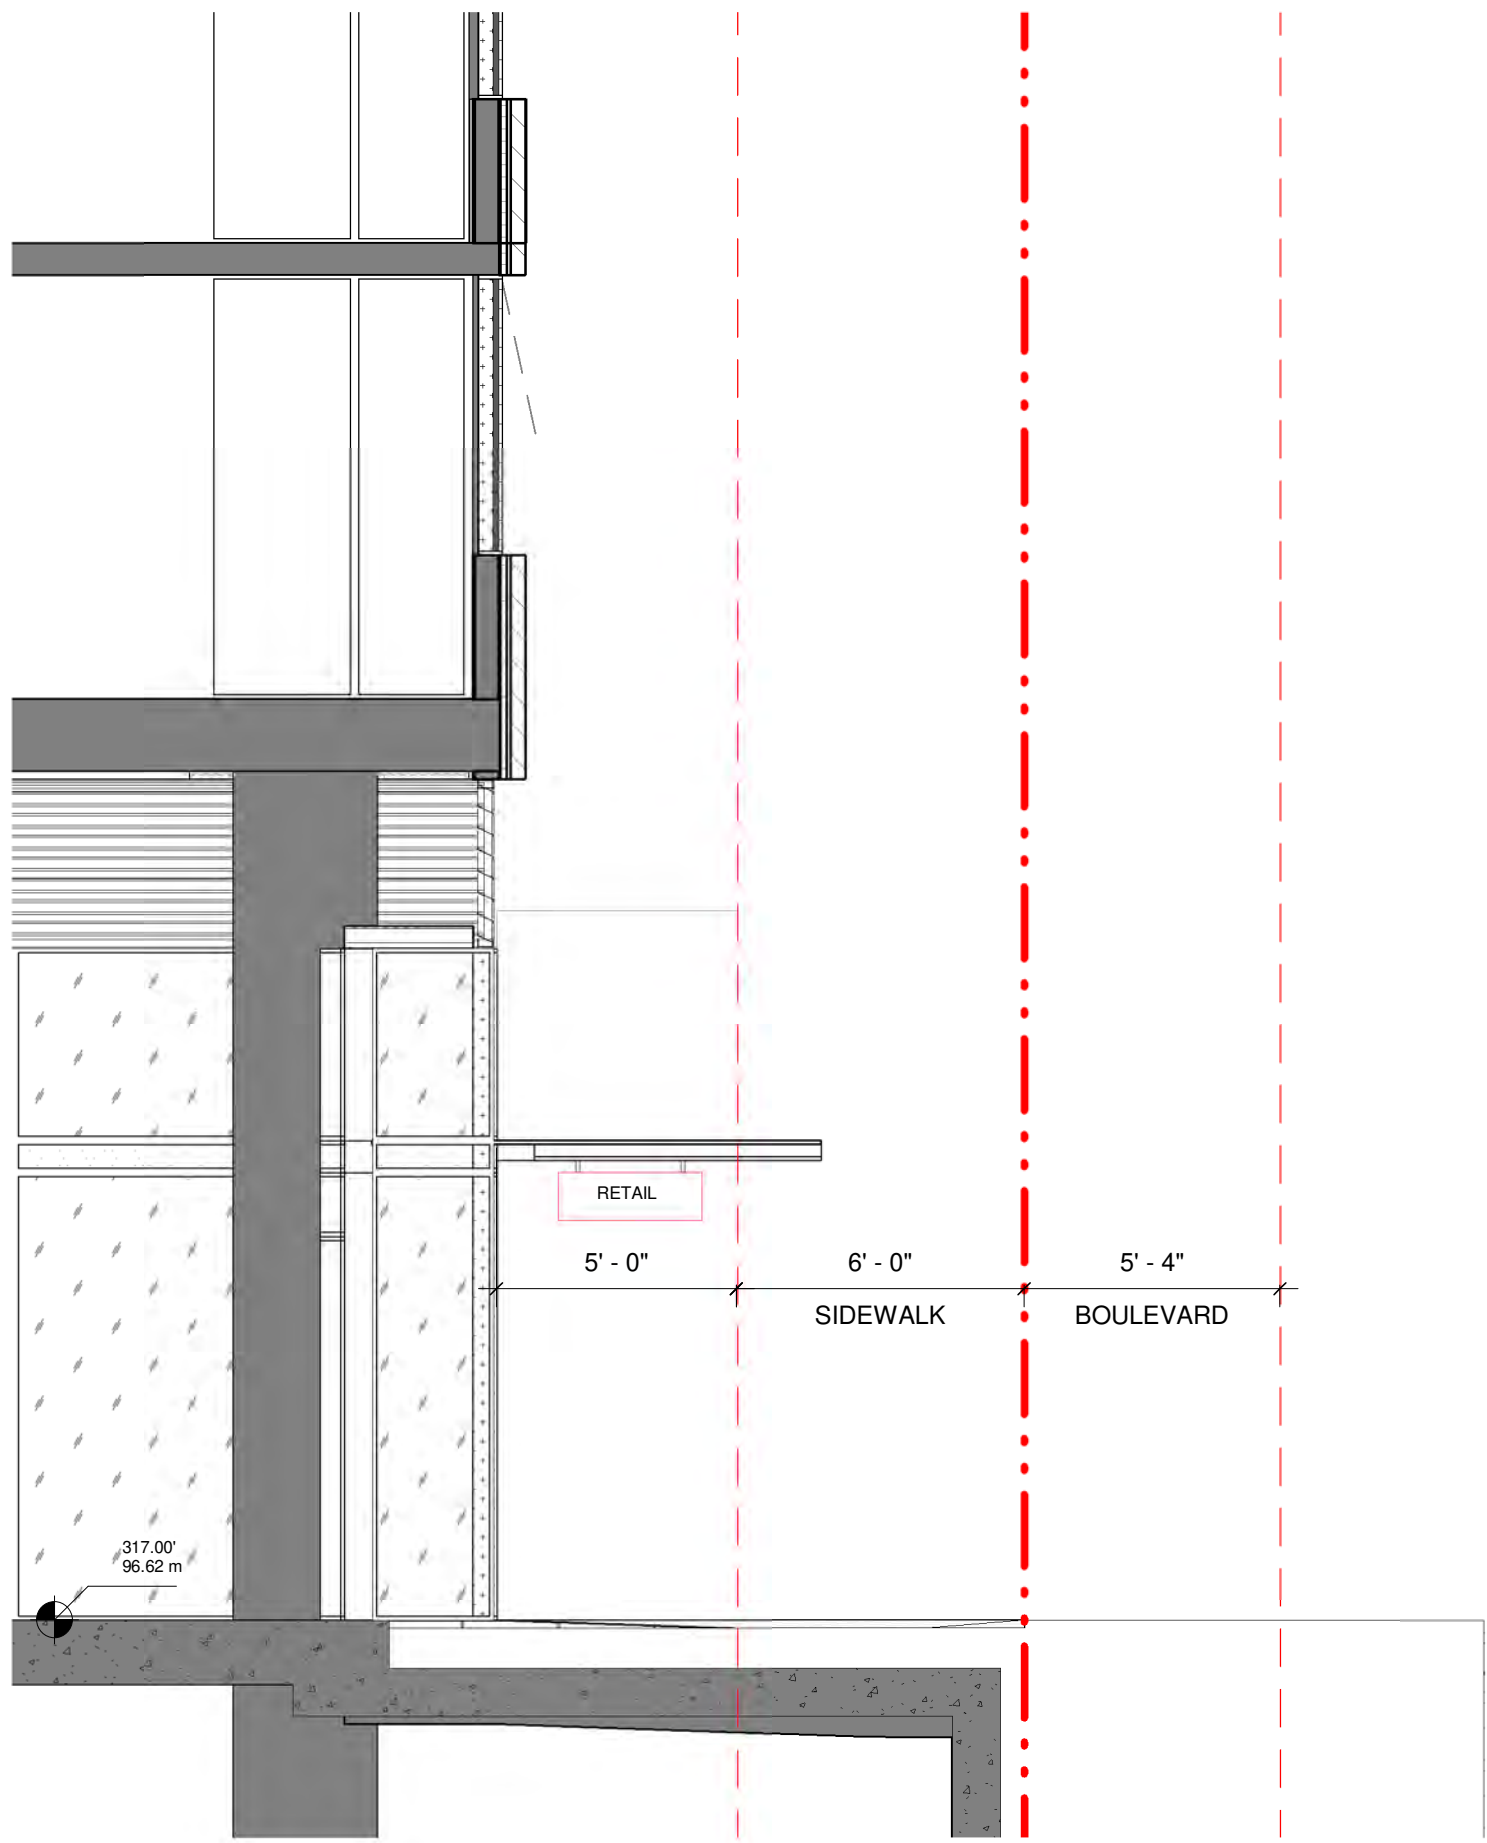 RETAIL
5' - 0"
6' - 0"
5' - 4"
SIDEWALK
BOULEVARD
317.00'
96.62 m